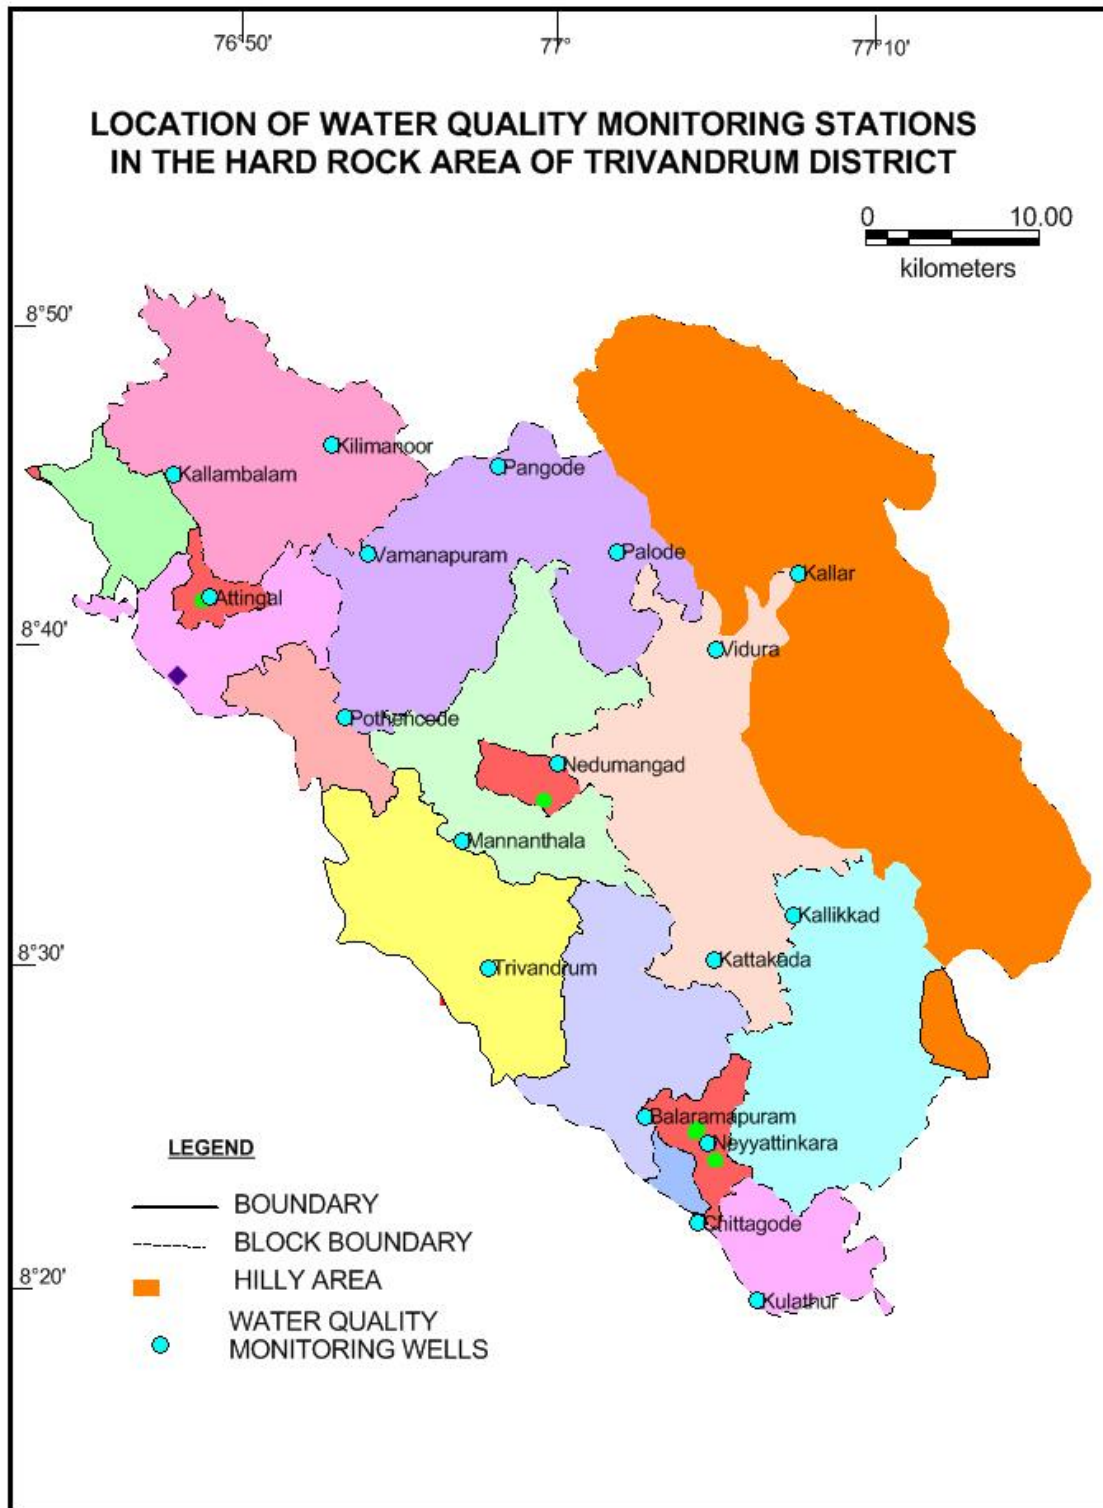 76°50'
77°
77°10'
LOCATION OF WATER QUALITY MONITORING STATIONS
IN THE HARD ROCK AREA OF TRIVANDRUM DISTRICT
0 10.00
kilometers
8°50'
Kilimanoor
Pangode
Kallambalam
Vamanapuram
Palode
Kallar
Attingal
8°40'
Vidura
Pothencode
Nedumangad
Mannanthala
Kallikkad
8°30'
Kattakada
Trivandrum
Balaramapuram
Neyyattinkara
LEGEND
BOUNDARY
Chittagode
BLOCK BOUNDARY
8°20'
HILLY AREA
Kulathur
WATER QUALITY
MONITORING WELLS